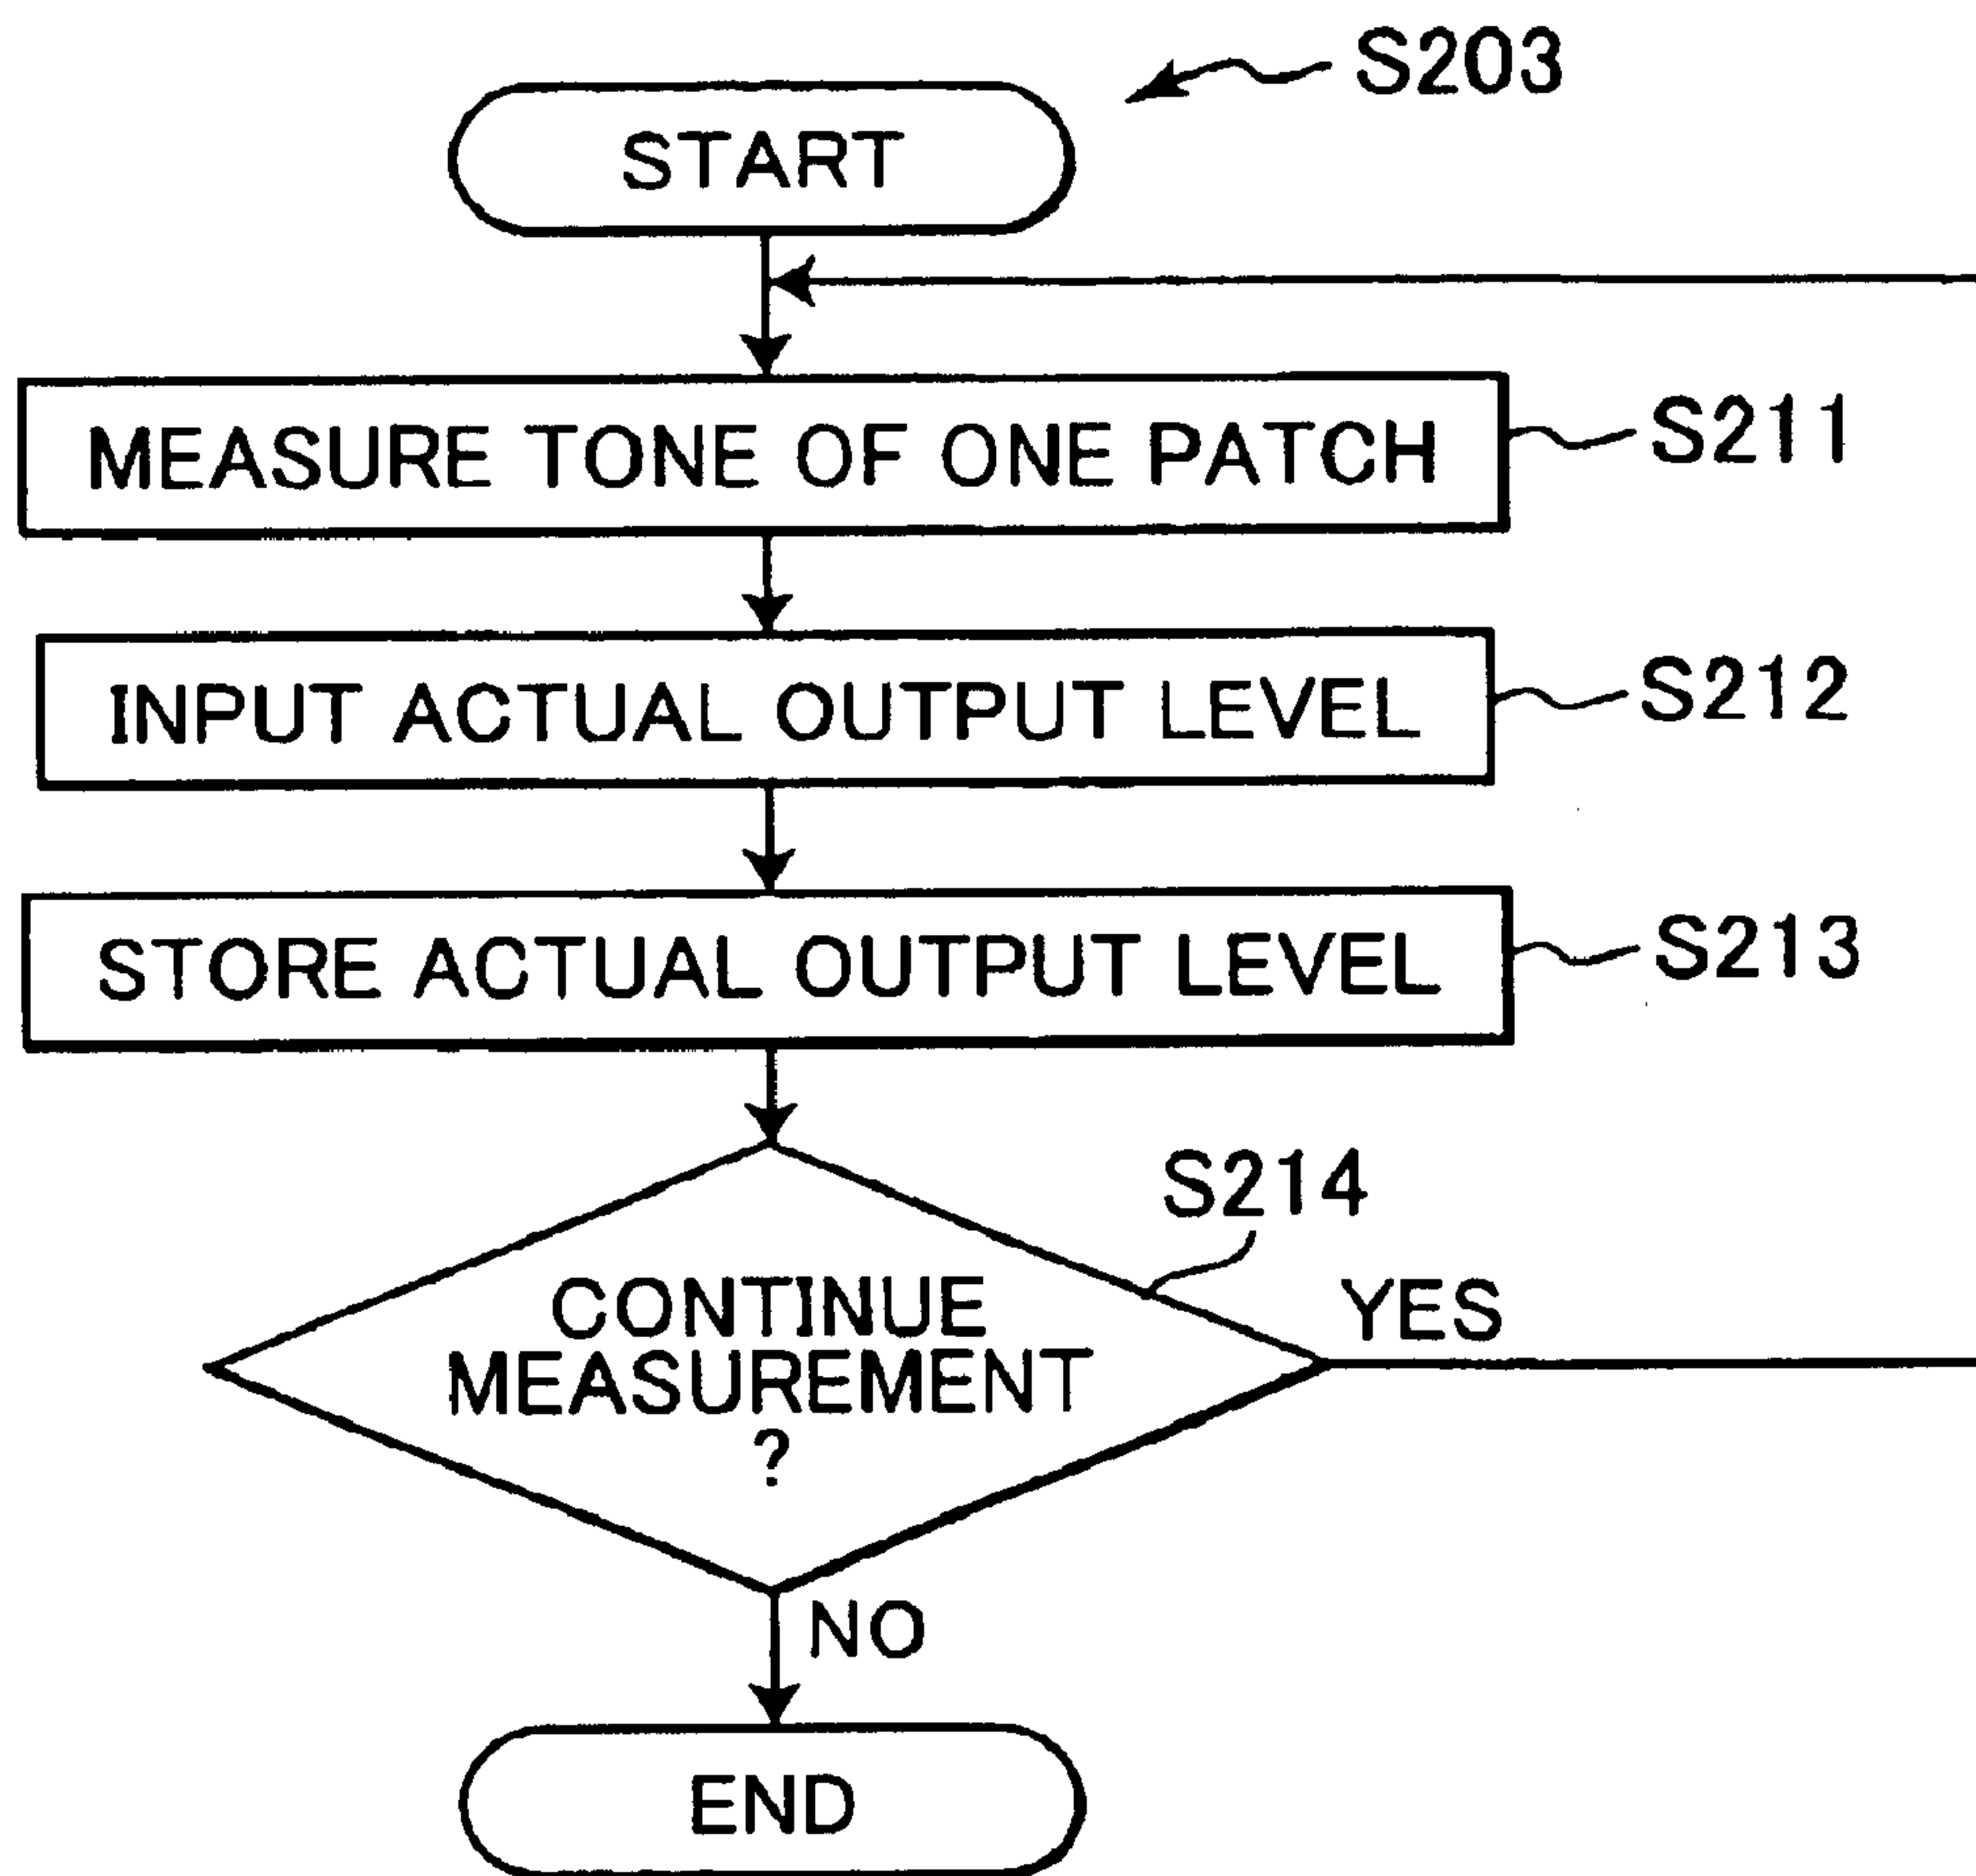 S203
START
MEASURE TONE OF ONE PATCH
S211
INPUT ACTUAL OUTPUT LEVEL
S212
STORE ACTUAL OUTPUT LEVEL
S213
S214
CONTINUE
MEASUREMENT
?
YES
NO
END